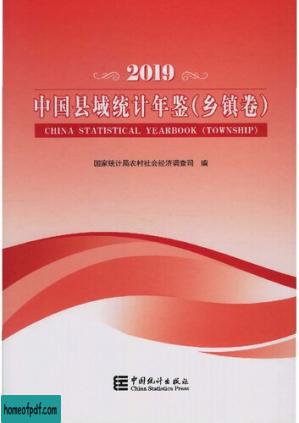 2019
中国县域统计年鉴(乡镇卷)
CHINA STATISTICAL YEARBOOK (TOWNSHIP)
国家统计局农村社会经济调查司 编
中国统计出版社
China Statistics Press
homeofpdf.com